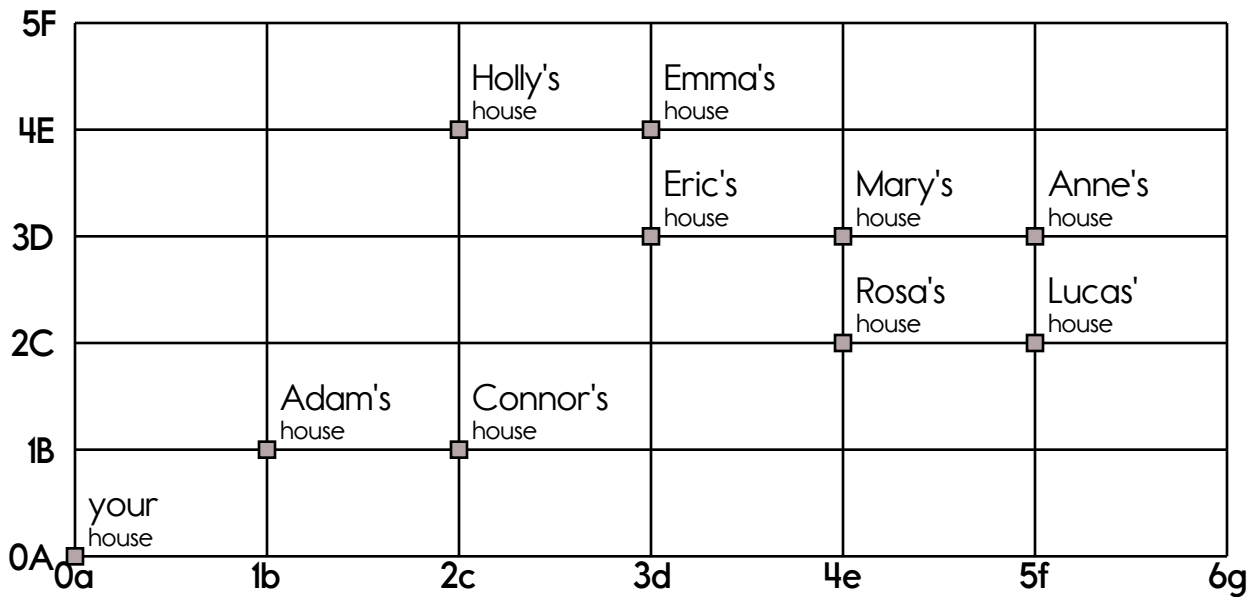 5F
Holly's
house
Emma's
house
4E
Eric's
house
Mary's
house
Anne's
house
3D
Rosa's
house
Lucas'
house
2C
Adam's
house
Connor's
house
1B
your
house
0A
0a
1b
2c
3d
4e
5f
6g